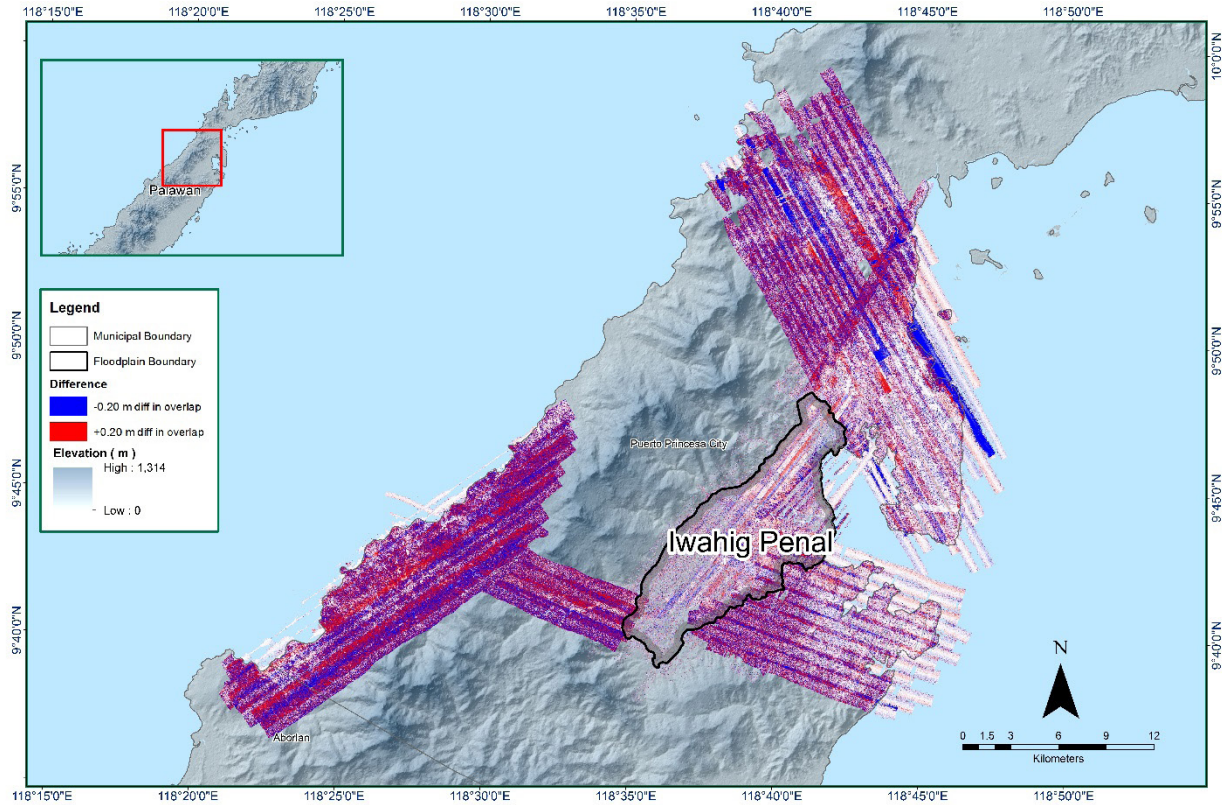 118°15'0"E 118°20'0"E 118°30'0"E 118°35'0"E 118°40'0"E 118°45'0"E 118°50'0"E
10°0'0"N
9°55'0"N
9°50'0"N
9°45'0"N
9°40'0"N
Palawan
Legend
Municipal Boundary
Floodplain Boundary
Difference
-0.20 m diff in overlap
+0.20 m diff in overlap
Elevation ( m )
High : 1,314
Low : 0
Puerto Princesa City
Iwahig Penal
Aborlan
9°55'0"N
9°50'0"N
9°45'0"N
9°40'0"N
N
0 1.5 3 6 9 12
Kilometers
118°15'0"E 118°20'0"E 118°25'0"E 118°30'0"E 118°35'0"E 118°40'0"E 118°45'0"E 118°50'0"E